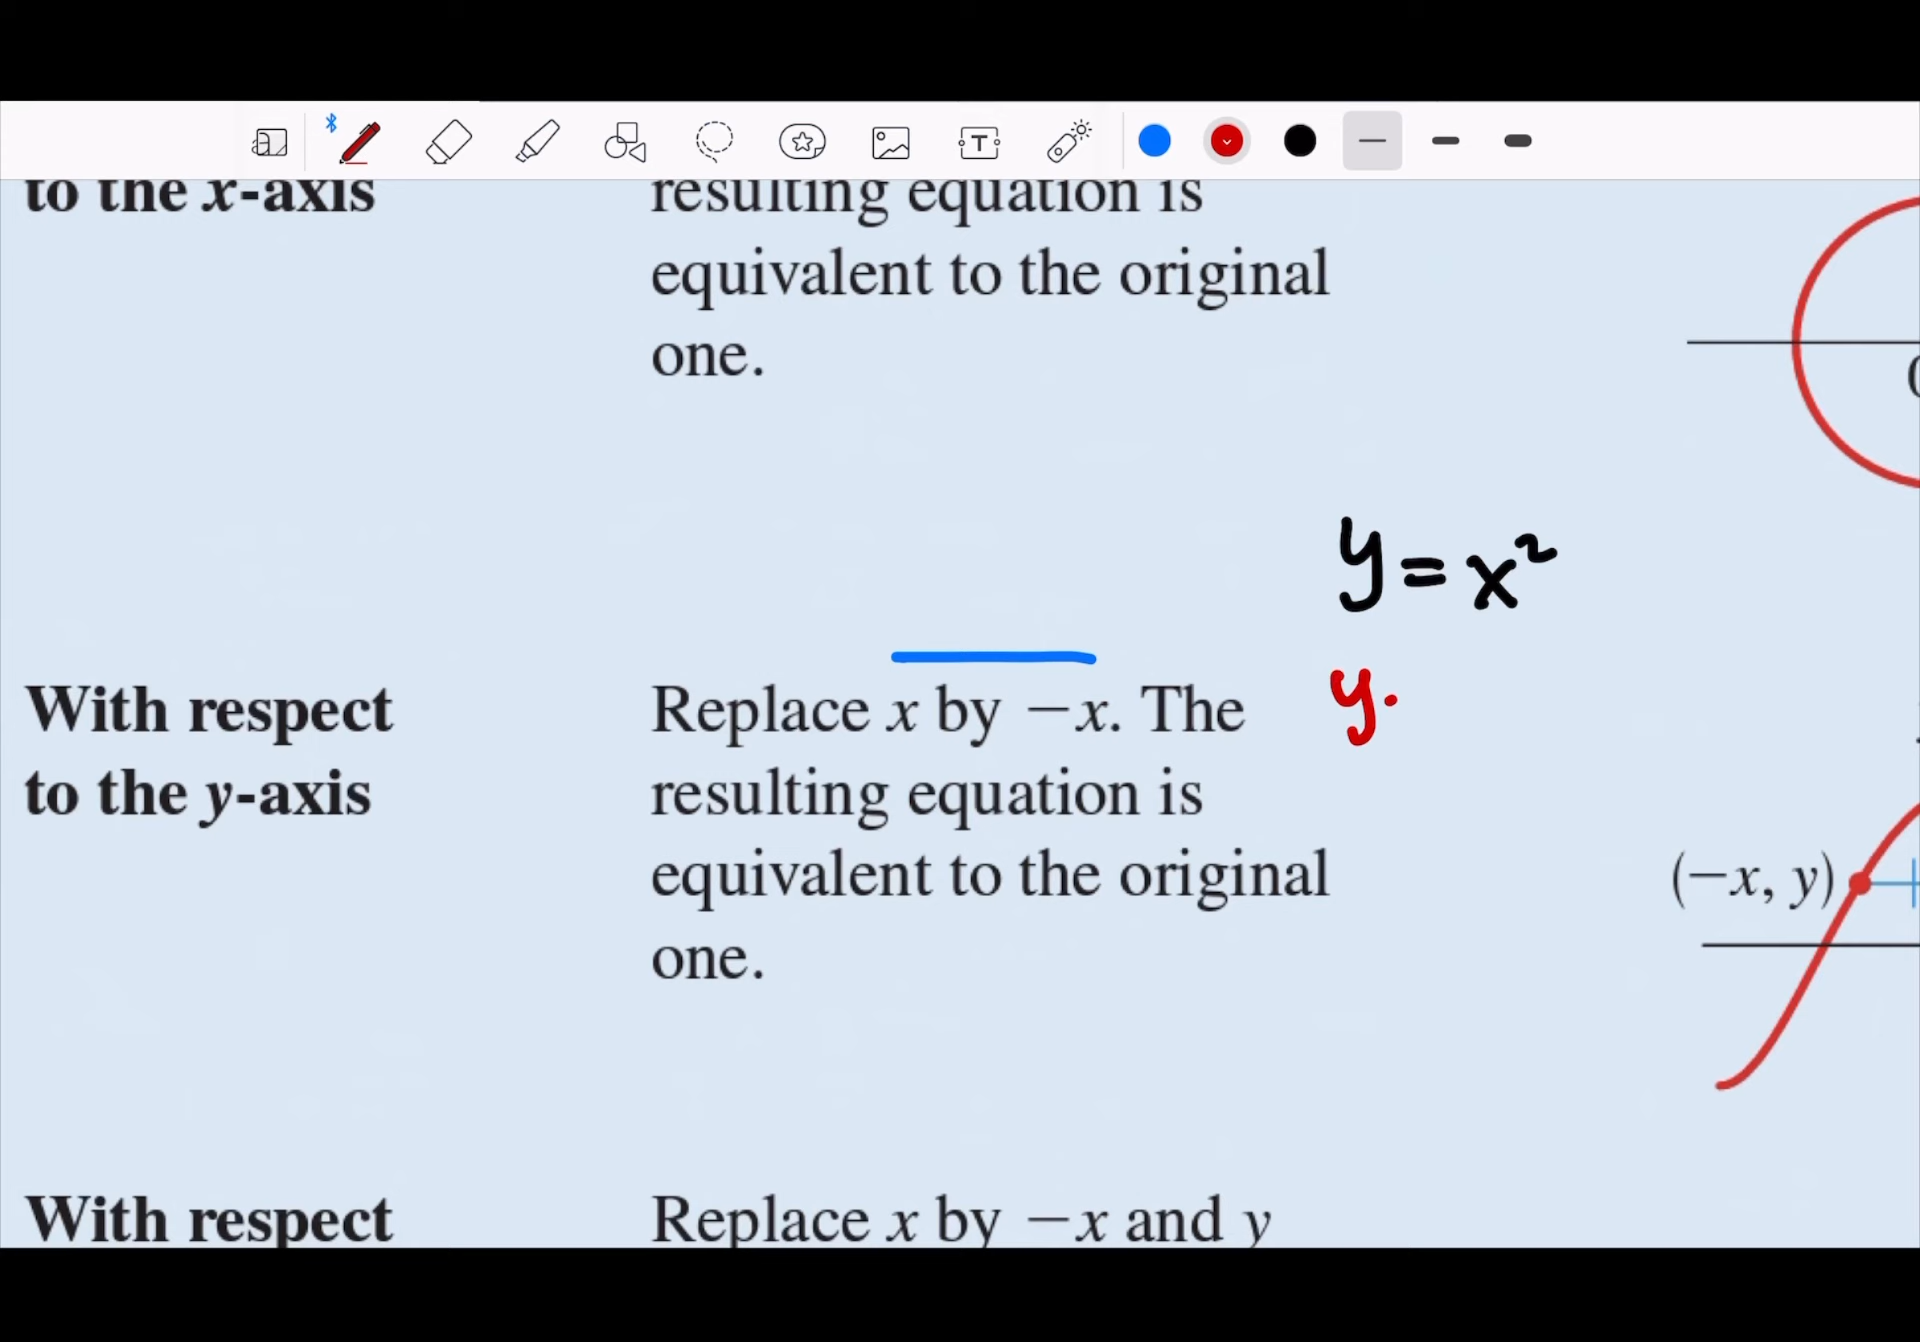 to the x-axis
resulting equation is
equivalent to the original
one.
0
y = x²
With respect
to the y-axis
Replace x by −x. The
resulting equation is
equivalent to the original
one.
y.
(−x, y)
With respect
Replace x by −x and y